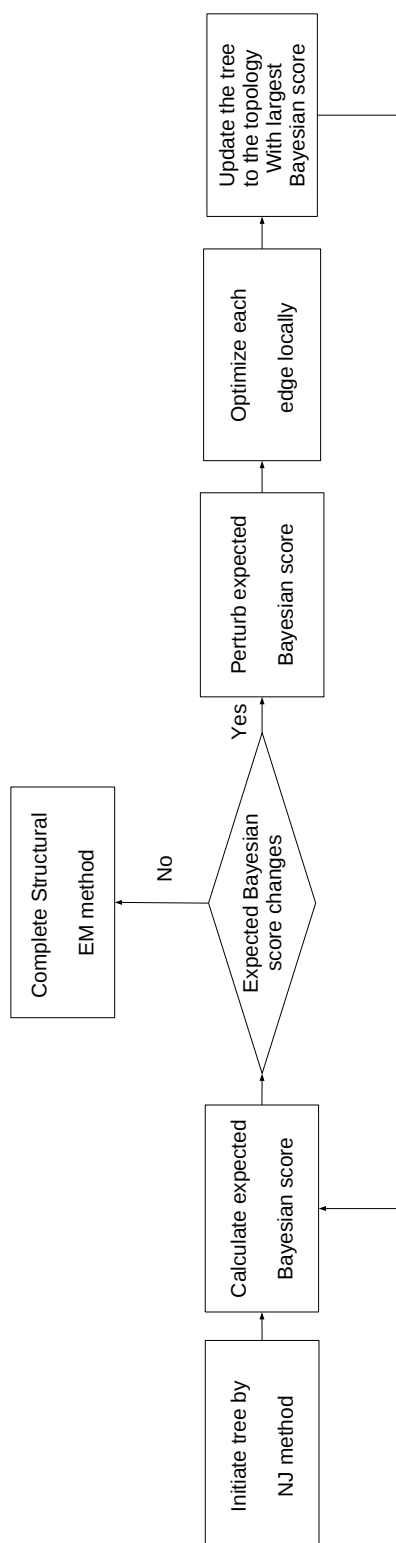 Initiate tree by
NJ method
Calculate expected
Bayesian score
Expected Bayesian
score changes
No
Complete Structural
EM method
Yes
Perturb expected
Bayesian score
Optimize each
edge locally
Update the tree
to the topology
With largest
Bayesian score